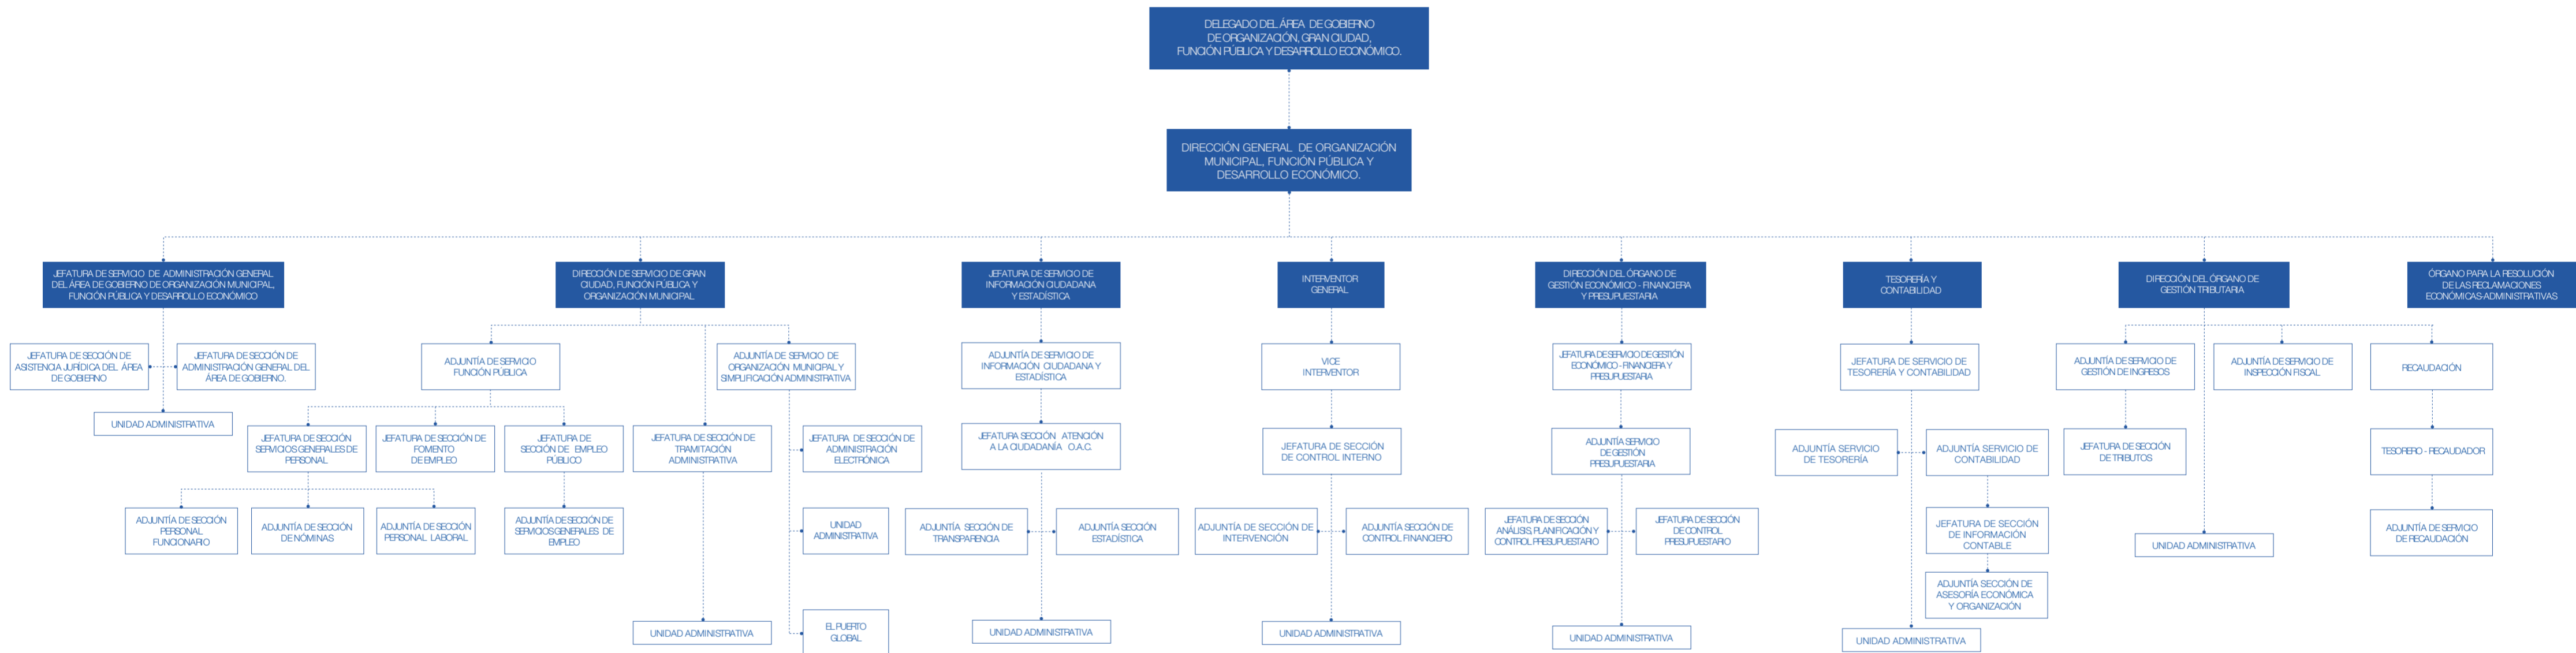 DELEGADO DEL ÁREA DE GOBIERNO
DE ORGANIZACIÓN, GRAN CIUDAD,
FUNCIÓN PÚBLICA Y DESARROLLO ECONÓMICO.
DIRECCIÓN GENERAL DE ORGANIZACIÓN
MUNICIPAL, FUNCIÓN PÚBLICA Y
DESARROLLO ECONÓMICO.
JEFATURA DE SERVICIO DE ADMINISTRACIÓN GENERAL
DEL ÁREA DE GOBIERNO DE ORGANIZACIÓN MUNICIPAL,
FUNCIÓN PÚBLICA Y DESARROLLO ECONÓMICO
DIRECCIÓN DE SERVICIO DE GRAN
CIUDAD, FUNCIÓN PÚBLICA Y
ORGANIZACIÓN MUNICIPAL
JEFATURA DE SERVICIO DE
INFORMACIÓN CIUDADANA
Y ESTADÍSTICA
INTERVENTOR
GENERAL
DIRECCIÓN DEL ÓRGANO DE
GESTIÓN ECONÓMICO - FINANCIERA
Y PRESUPUESTARIA
TESORERÍA Y
CONTABILIDAD
DIRECCIÓN DEL ÓRGANO DE
GESTIÓN TRIBUTARIA
ÓRGANO PARA LA RESOLUCIÓN
DE LAS RECLAMACIONES
ECONÓMICAS-ADMINISTRATIVAS
JEFATURA DE SECCIÓN DE
ASISTENCIA JURÍDICA DEL ÁREA
DE GOBIERNO
JEFATURA DE SECCIÓN DE
ADMINISTRACIÓN GENERAL DEL
ÁREA DE GOBIERNO.
ADJUNTÍA DE SERVICIO
FUNCIÓN PÚBLICA
ADJUNTÍA DE SERVICIO DE
ORGANIZACIÓN MUNICIPAL Y
SIMPLIFICACIÓN ADMINISTRATIVA
ADJUNTÍA DE SERVICIO DE
INFORMACIÓN CIUDADANA Y
ESTADÍSTICA
VICE
INTERVENTOR
JEFATURA DE SERVICIO DE GESTIÓN
ECONÓMICO - FINANCIERA Y
PRESUPUESTARIA
JEFATURA DE SERVICIO DE
TESORERÍA Y CONTABILIDAD
ADJUNTÍA DE SERVICIO DE
GESTIÓN DE INGRESOS
ADJUNTÍA DE SERVICIO DE
INSPECCIÓN FISCAL
RECAUDACIÓN
UNIDAD ADMINISTRATIVA
JEFATURA DE SECCIÓN
SERVICIOS GENERALES DE
PERSONAL
JEFATURA DE SECCIÓN DE
FOMENTO
DE EMPLEO
JEFATURA DE
SECCIÓN DE EMPLEO
PÚBLICO
JEFATURA DE SECCIÓN DE
TRAMITACIÓN
ADMINISTRATIVA
JEFATURA DE SECCIÓN DE
ADMINISTRACIÓN
ELECTRÓNICA
JEFATURA SECCIÓN ATENCIÓN
A LA CIUDADANÍA O.A.C.
JEFATURA DE SECCIÓN
DE CONTROL INTERNO
ADJUNTÍA SERVICIO
DE GESTIÓN
PRESUPUESTARIA
ADJUNTÍA SERVICIO
DE TESORERÍA
ADJUNTÍA SERVICIO DE
CONTABILIDAD
JEFATURA DE SECCIÓN
DE TRIBUTOS
TESORERO - RECAUDADOR
ADJUNTÍA DE SECCIÓN
PERSONAL
FUNCIONARIO
ADJUNTÍA DE SECCIÓN
DE NÓMINAS
ADJUNTÍA DE SECCIÓN
PERSONAL LABORAL
ADJUNTÍA DE SECCIÓN DE
SERVICIOS GENERALES DE
EMPLEO
UNIDAD
ADMINISTRATIVA
ADJUNTÍA SECCIÓN DE
TRANSPARENCIA
ADJUNTÍA SECCIÓN
ESTADÍSTICA
ADJUNTÍA DE SECCIÓN DE
INTERVENCIÓN
ADJUNTÍA SECCIÓN DE
CONTROL FINANCIERO
JEFATURA DE SECCIÓN
ANÁLISIS, PLANIFICACIÓN Y
CONTROL PRESUPUESTARIO
JEFATURA DE SECCIÓN
DE CONTROL
PRESUPUESTARIO
JEFATURA DE SECCIÓN
DE INFORMACIÓN
CONTABLE
UNIDAD ADMINISTRATIVA
ADJUNTÍA DE SERVICIO
DE RECAUDACIÓN
ADJUNTÍA SECCIÓN DE
ASESORÍA ECONÓMICA
Y ORGANIZACIÓN
UNIDAD ADMINISTRATIVA
EL PUERTO
GLOBAL
UNIDAD ADMINISTRATIVA
UNIDAD ADMINISTRATIVA
UNIDAD ADMINISTRATIVA
UNIDAD ADMINISTRATIVA